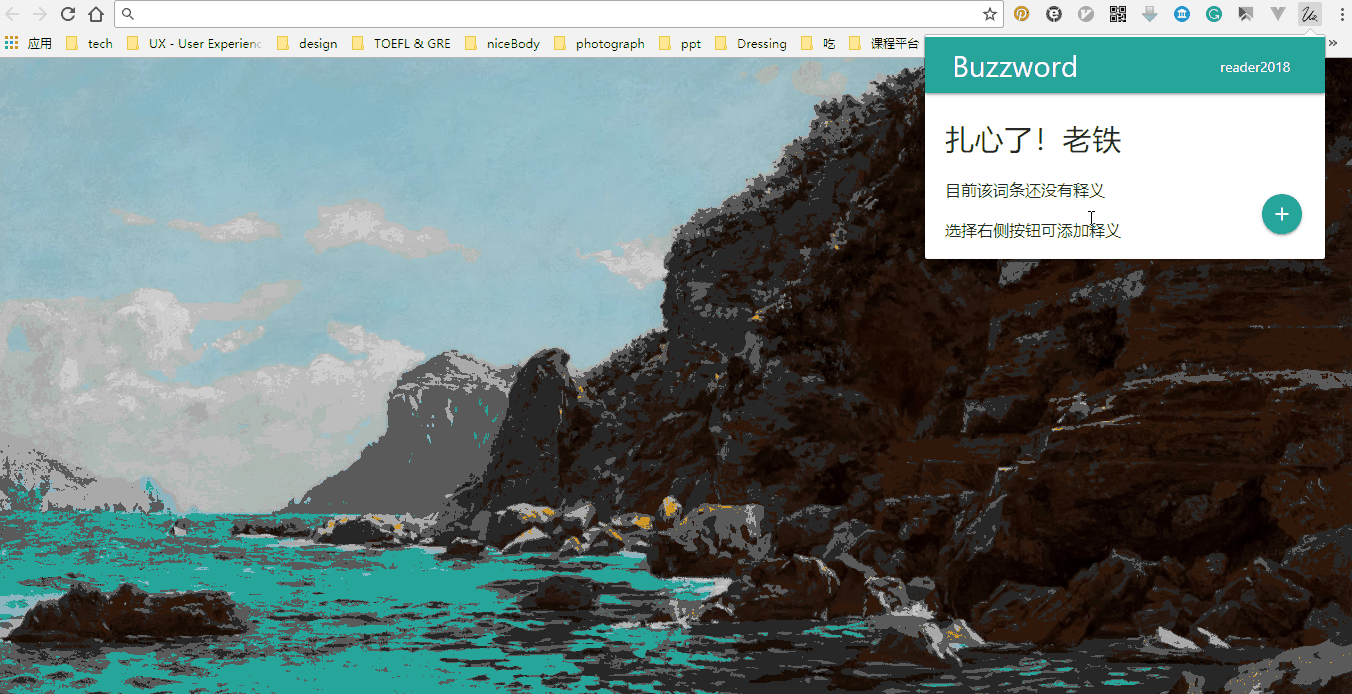 应用 tech UX - User Experienc design TOEFL & GRE niceBody photograph ppt Dressing 吃 课程平台 »
Buzzword reader2018
扎心了！老铁
目前该词条还没有释义
选择右侧按钮可添加释义